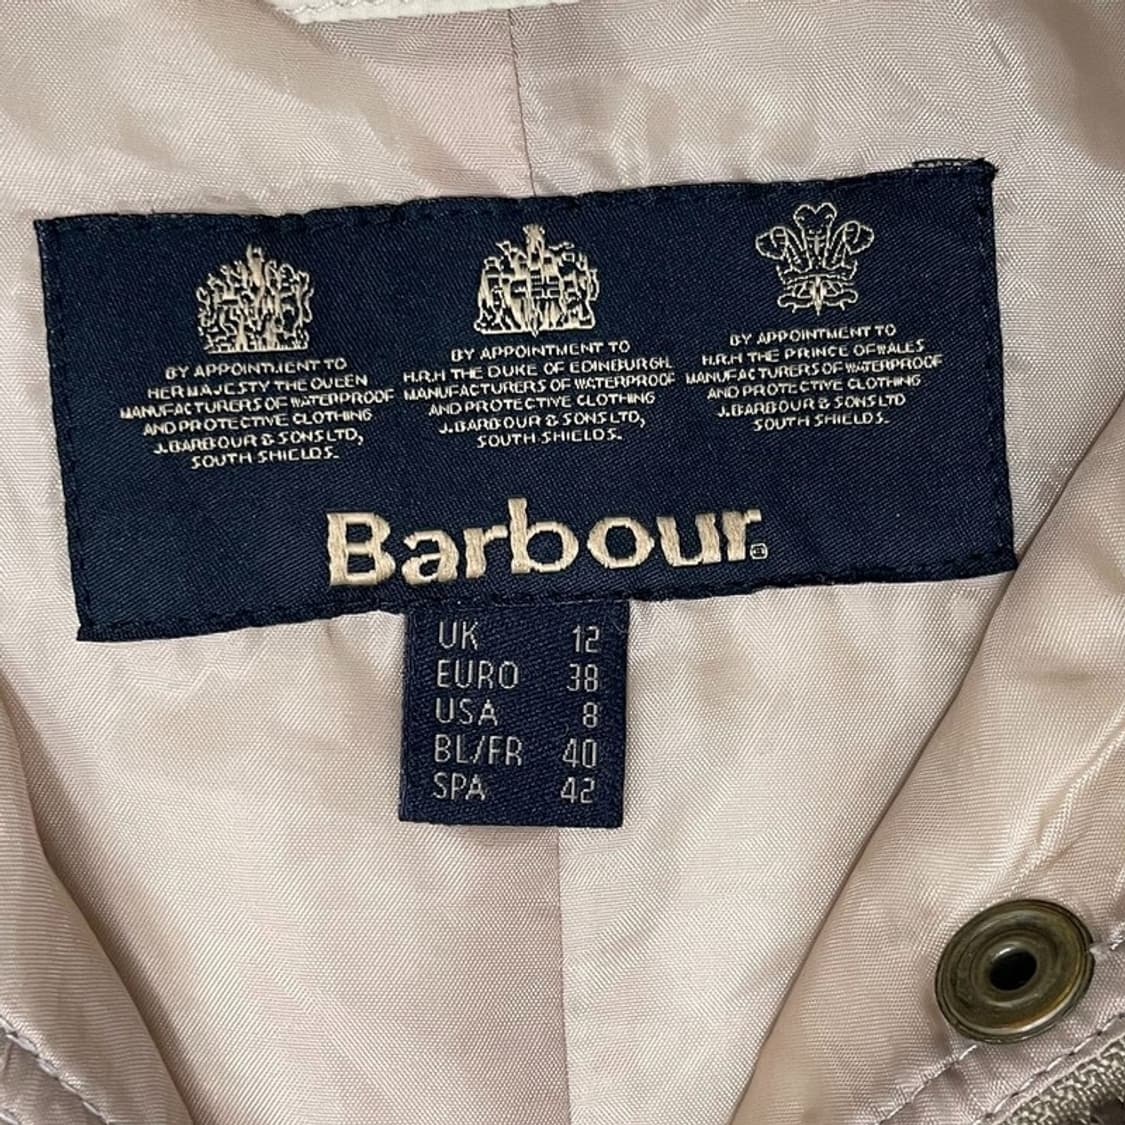 BY APPOINTMENT TO
HER MAJESTY THE QUEEN
MANUFACTURERS OF WATERPROOF
AND PROTECTIVE CLOTHING
J.BARBOUR & SONS LTD,
SOUTH SHIELDS.
BY APPOINTMENT TO
H.R.H THE DUKE OF EDINBURGH
MANUFACTURERS OF WATERPROOF
AND PROTECTIVE CLOTHING
J.BARBOUR & SONS LTD,
SOUTH SHIELDS.
BY APPOINTMENT TO
H.R.H THE PRINCE OF WALES
MANUFACTURERS OF WATERPROOF
AND PROTECTIVE CLOTHING
J.BARBOUR & SONS LTD
SOUTH SHIELDS.
Barbour®
UK 12
EURO 38
USA 8
BL/FR 40
SPA 42